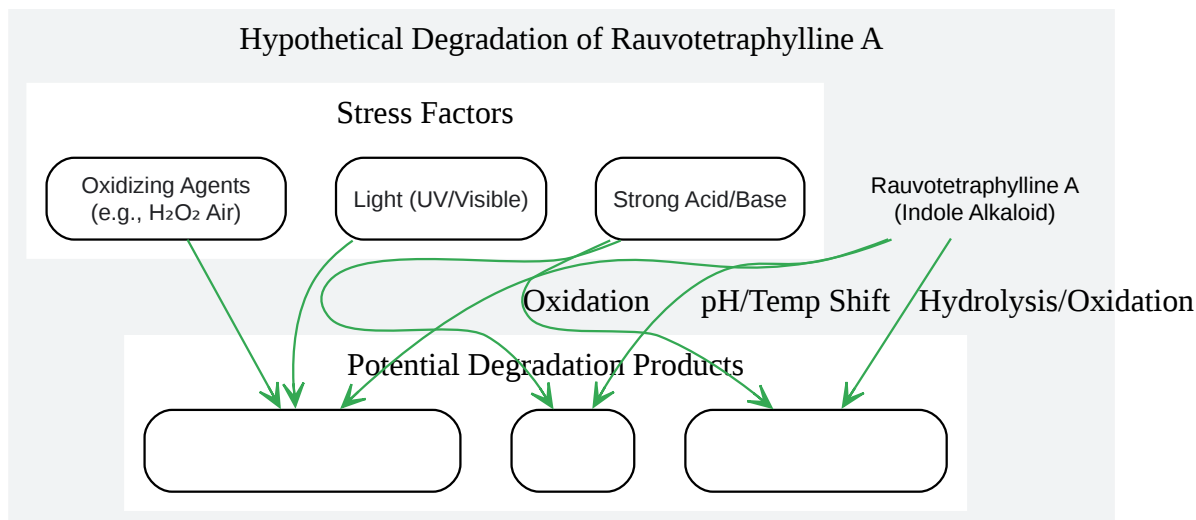 Hypothetical Degradation of Rauvotetraphylline A
Stress Factors
Oxidizing Agents
(e.g., H₂O₂ Air)
Light (UV/Visible)
Strong Acid/Base
Rauvotetraphylline A
(Indole Alkaloid)
Oxidation
pH/Temp Shift
Hydrolysis/Oxidation
Potential Degradation Products